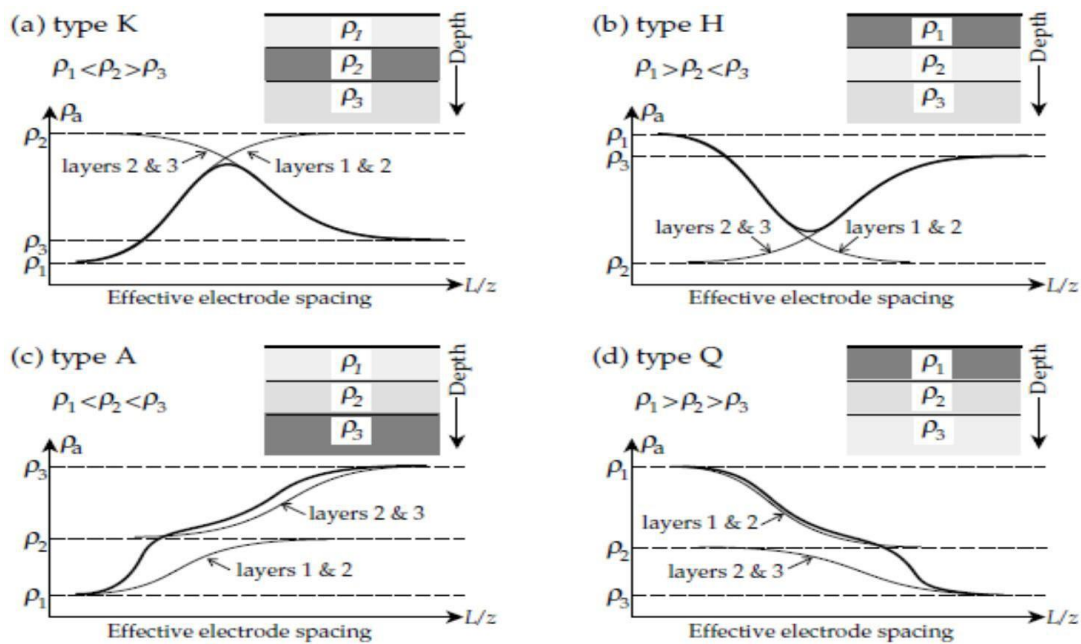 (a) type K
ρ1<ρ2>ρ3
ρ1
ρ2
ρ3
Depth
ρa
ρ2
layers 2 & 3
layers 1 & 2
ρ3
ρ1
L/z
Effective electrode spacing
(b) type H
ρ1>ρ2<ρ3
ρ1
ρ2
ρ3
Depth
ρa
ρ1
ρ3
layers 2 & 3
layers 1 & 2
ρ2
L/z
Effective electrode spacing
(c) type A
ρ1<ρ2<ρ3
ρ1
ρ2
ρ3
Depth
ρa
ρ3
layers 2 & 3
ρ2
layers 1 & 2
ρ1
L/z
Effective electrode spacing
(d) type Q
ρ1>ρ2>ρ3
ρ1
ρ2
ρ3
Depth
ρa
ρ1
layers 1 & 2
ρ2
layers 2 & 3
ρ3
L/z
Effective electrode spacing